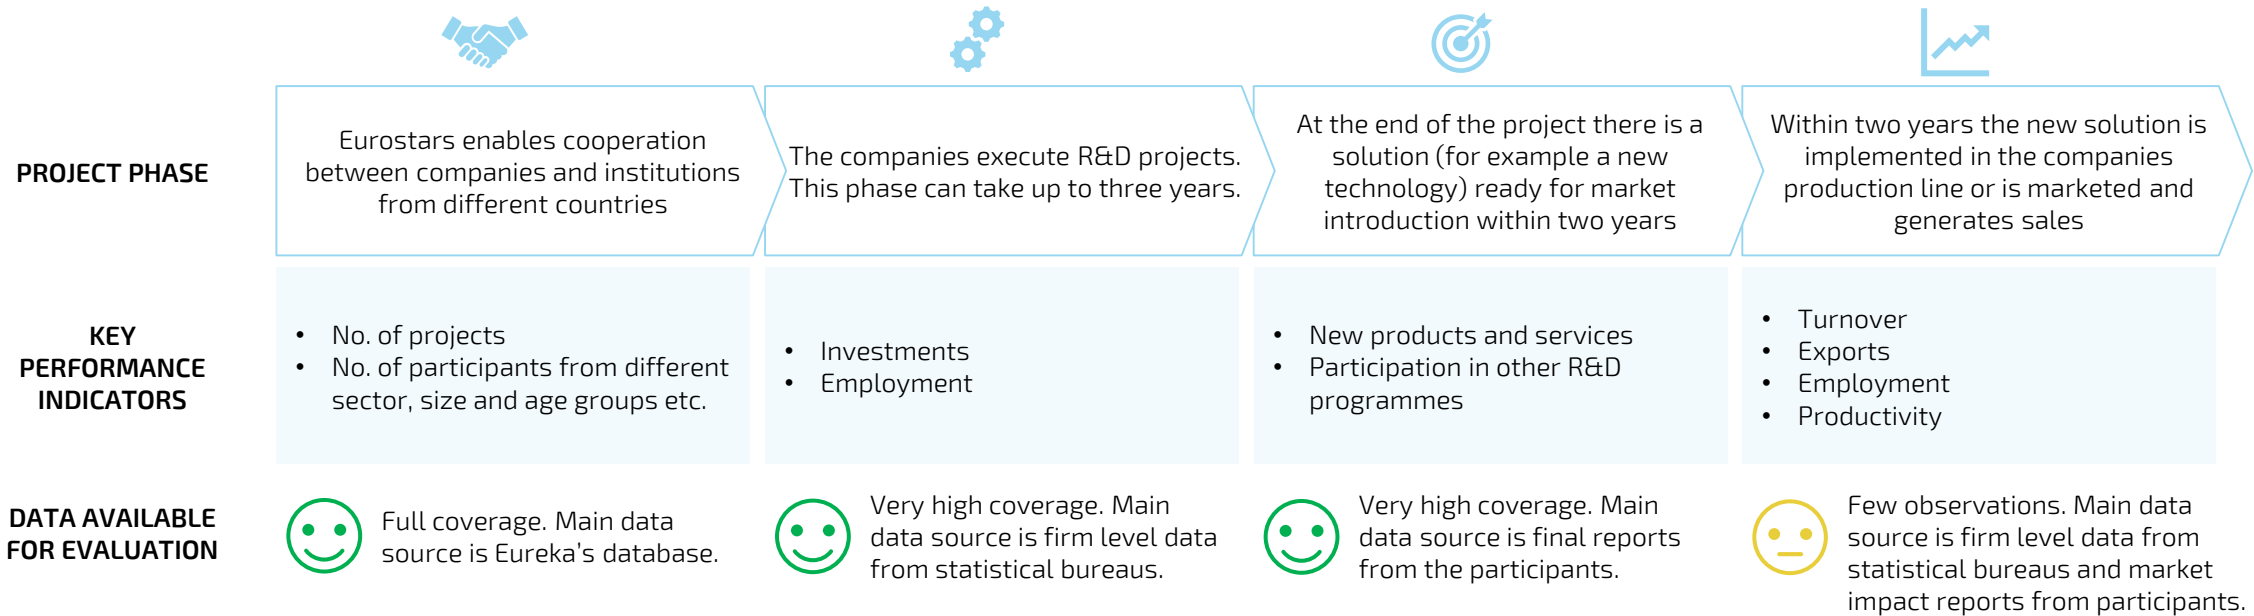 PROJECT PHASE
Eurostars enables cooperation
between companies and institutions
from different countries
The companies execute R&D projects.
This phase can take up to three years.
At the end of the project there is a
solution (for example a new
technology) ready for market
introduction within two years
Within two years the new solution is
implemented in the companies
production line or is marketed and
generates sales
KEY
PERFORMANCE
INDICATORS
• No. of projects
• No. of participants from different
sector, size and age groups etc.
• Investments
• Employment
• New products and services
• Participation in other R&D
programmes
• Turnover
• Exports
• Employment
• Productivity
DATA AVAILABLE
FOR EVALUATION
Full coverage. Main data
source is Eureka's database.
Very high coverage. Main
data source is firm level data
from statistical bureaus.
Very high coverage. Main
data source is final reports
from the participants.
Few observations. Main data
source is firm level data from
statistical bureaus and market
impact reports from participants.